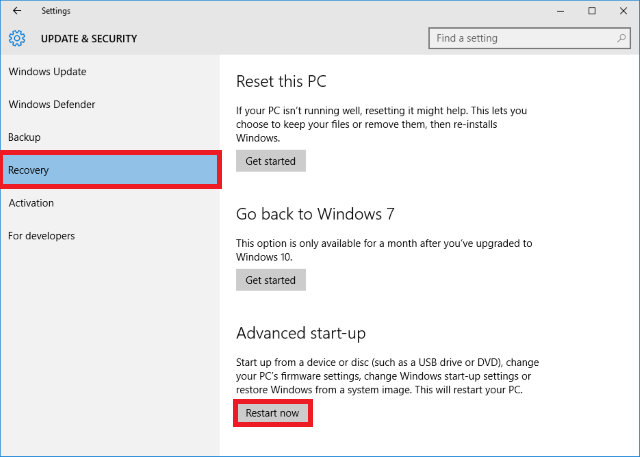 Settings
UPDATE & SECURITY
Find a setting
Windows Update
Windows Defender
Backup
Recovery
Activation
For developers
Reset this PC
If your PC isn't running well, resetting it might help. This lets you
choose to keep your files or remove them, then re-installs
Windows.
Get started
Go back to Windows 7
This option is only available for a month after you've upgraded to
Windows 10.
Get started
Advanced start-up
Start up from a device or disc (such as a USB drive or DVD), change
your PC's firmware settings, change Windows start-up settings or
restore Windows from a system image. This will restart your PC.
Restart now